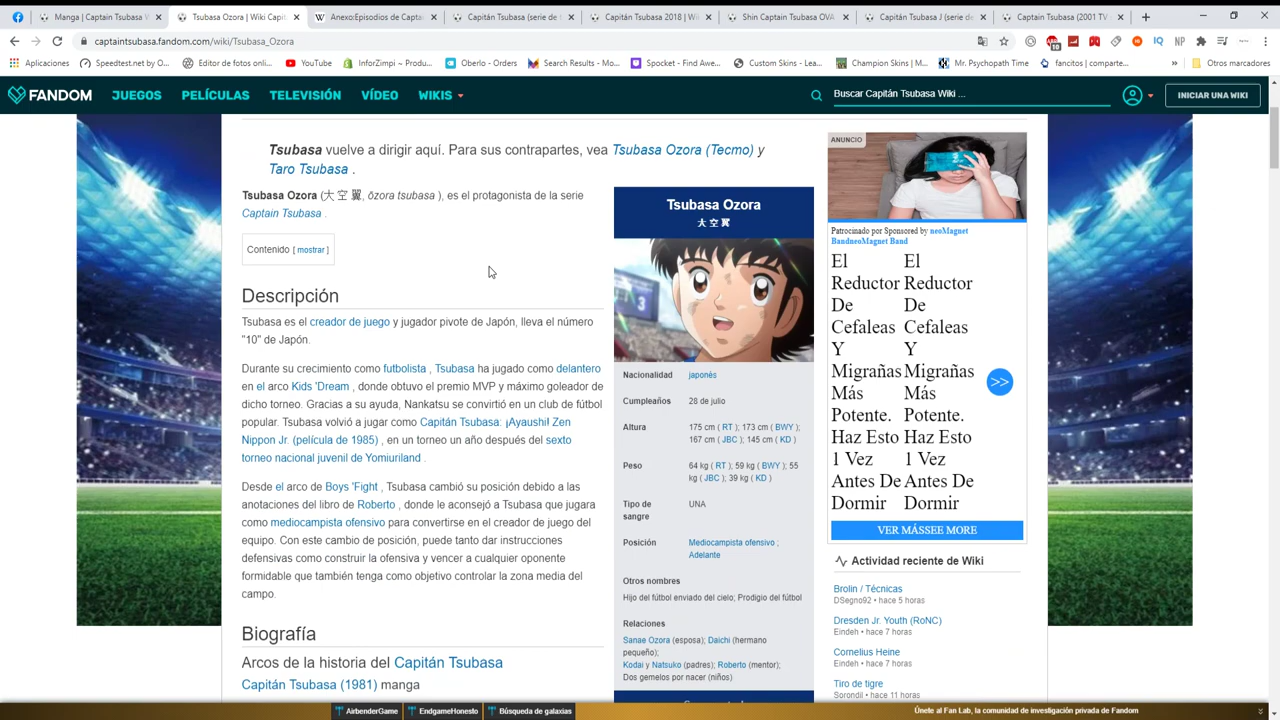 Manga | Captain Tsubasa W
Tsubasa Ozora | Wiki Capit
Anexo:Episodios de Capta
Capitán Tsubasa (serie de t
Capitán Tsubasa 2018 | Wi
Shin Captain Tsubasa OVA
Capitán Tsubasa J (serie de
Captain Tsubasa (2001 TV
captaintsubasa.fandom.com/wiki/Tsubasa_Ozora
Aplicaciones
Speedtest.net by O...
Editor de fotos onli...
YouTube
InforZimpi ~ Produ...
Oberlo - Orders
Search Results - Mo...
Spocket - Find Awe...
Custom Skins - Lea...
Champion Skins | M...
Mr. Psychopath Time
fancitos | comparte...
Otros marcadores
FANDOM
JUEGOS
PELÍCULAS
TELEVISIÓN
VÍDEO
WIKIS
Buscar Capitán Tsubasa Wiki ...
INICIAR UNA WIKI
Tsubasa vuelve a dirigir aquí. Para sus contrapartes, vea Tsubasa Ozora (Tecmo) y
Taro Tsubasa .
Tsubasa Ozora (大空翼, ōzora tsubasa ), es el protagonista de la serie
Captain Tsubasa .
Contenido [ mostrar ]
Descripción
Tsubasa es el creador de juego y jugador pivote de Japón, lleva el número
"10" de Japón.
Durante su crecimiento como futbolista , Tsubasa ha jugado como delantero
en el arco Kids 'Dream , donde obtuvo el premio MVP y máximo goleador de
dicho torneo. Gracias a su ayuda, Nankatsu se convirtió en un club de fútbol
popular. Tsubasa volvió a jugar como Capitán Tsubasa: ¡Ayaushi! Zen
Nippon Jr. (película de 1985) , en un torneo un año después del sexto
torneo nacional juvenil de Yomiuriland .
Desde el arco de Boys 'Fight , Tsubasa cambió su posición debido a las
anotaciones del libro de Roberto , donde le aconsejó a Tsubasa que jugara
como mediocampista ofensivo para convertirse en el creador de juego del
equipo. Con este cambio de posición, puede tanto dar instrucciones
defensivas como construir la ofensiva y vencer a cualquier oponente
formidable que también tenga como objetivo controlar la zona media del
campo.
Biografía
Arcos de la historia del Capitán Tsubasa
Capitán Tsubasa (1981) manga
Tsubasa Ozora
大空翼
Nacionalidad japonés
Cumpleaños 28 de julio
Altura 175 cm ( RT ); 173 cm ( BWY );
167 cm ( JBC ); 145 cm ( KD )
Peso 64 kg ( RT ); 59 kg ( BWY ); 55
kg ( JBC ); 39 kg ( KD )
Tipo de sangre UNA
Posición Mediocampista ofensivo ;
Adelante
Otros nombres
Hijo del fútbol enviado del cielo; Prodigio del fútbol
Relaciones
Sanae Ozora (esposa); Daichi (hermano
pequeño);
Kodai y Natsuko (padres); Roberto (mentor);
Dos gemelos por nacer (niños)
ANUNCIO
Patrocinado por Sponsored by neoMagnet
BandneoMagnet Band
El El
Reductor Reductor
De De
Cefaleas Cefaleas
Y Y
Migrañas Migrañas
Más Más
Potente. Potente.
Haz Esto Haz Esto
1 Vez 1 Vez
Antes De Antes De
Dormir Dormir
>>
VER MÁSSEE MORE
Actividad reciente de Wiki
Brolin / Técnicas
DSegno92 • hace 5 horas
Dresden Jr. Youth (RoNC)
Eindeh • hace 7 horas
Cornelius Heine
Eindeh • hace 7 horas
Tiro de tigre
Sorondil • hace 11 horas
AirbenderGame
EndgameHonesto
Búsqueda de galaxias
Únete al Fan Lab, la comunidad de investigación privada de Fandom